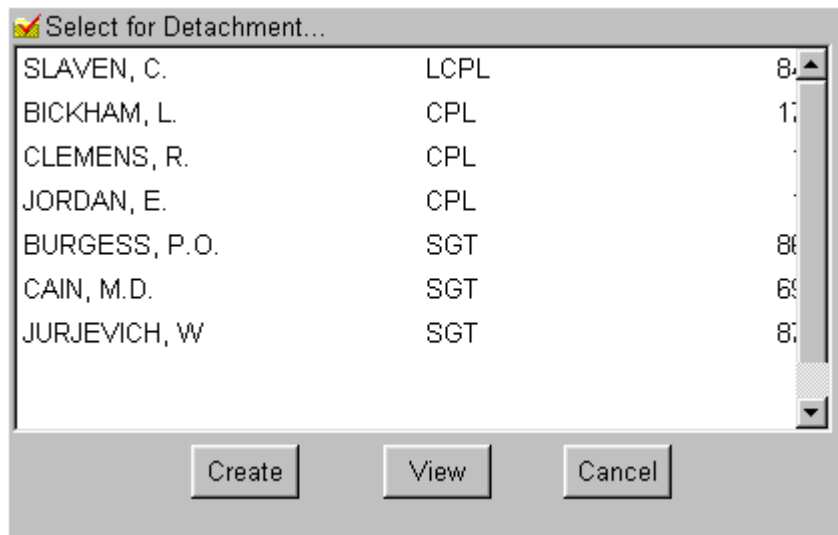 Select for Detachment...
SLAVEN, C. LCPL
BICKHAM, L. CPL
CLEMENS, R. CPL
JORDAN, E. CPL
BURGESS, P.O. SGT
CAIN, M.D. SGT
JURJEVICH, W SGT
Create View Cancel